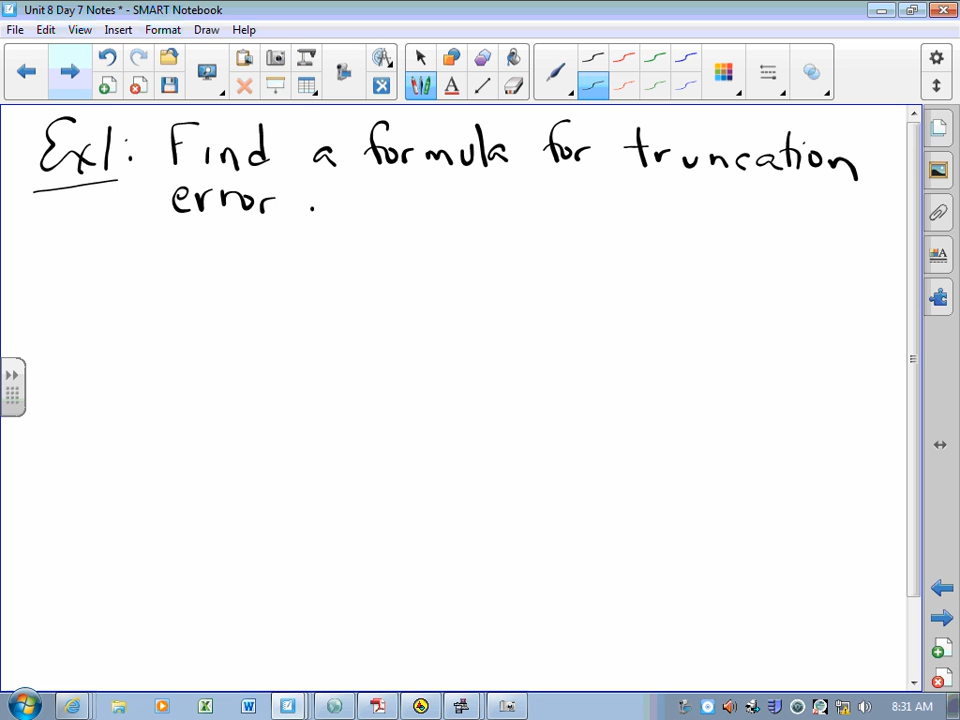 Unit 8 Day 7 Notes * - SMART Notebook
File Edit View Insert Format Draw Help
Ex1: Find a formula for truncation
error .
8:31 AM